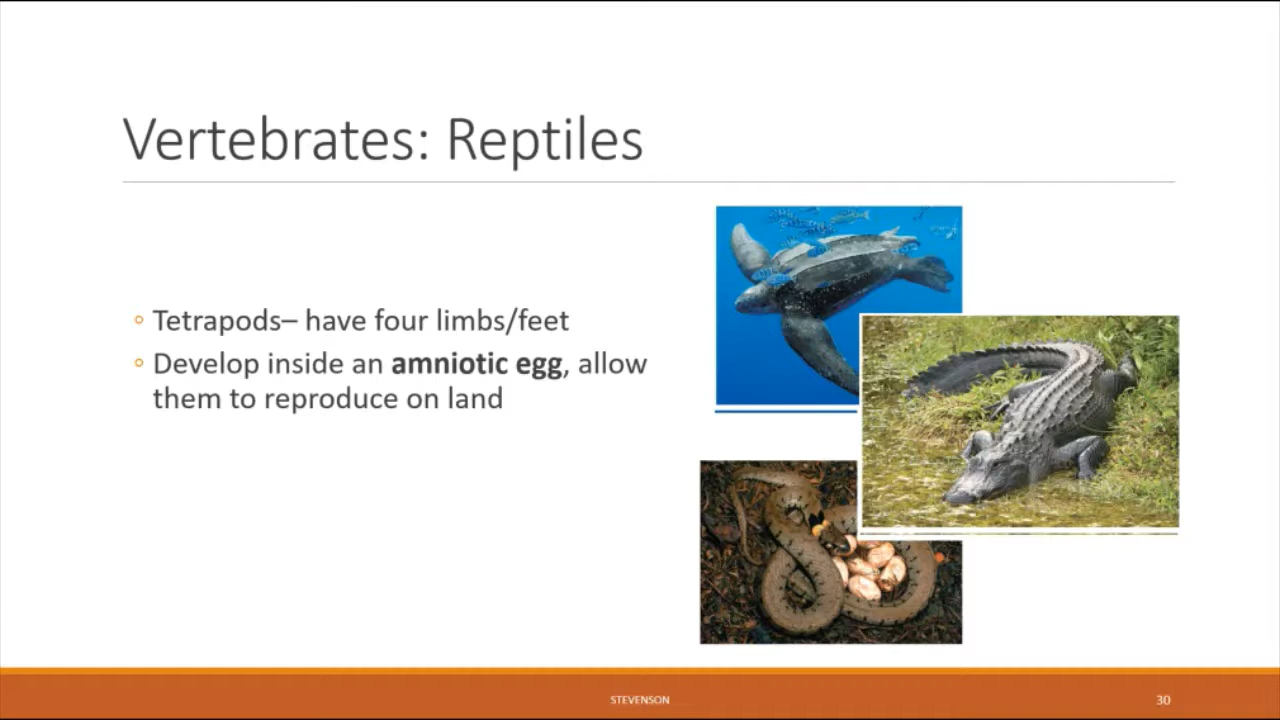 Vertebrates: Reptiles
Tetrapods– have four limbs/feet
Develop inside an amniotic egg, allow
them to reproduce on land
STEVENSON
30